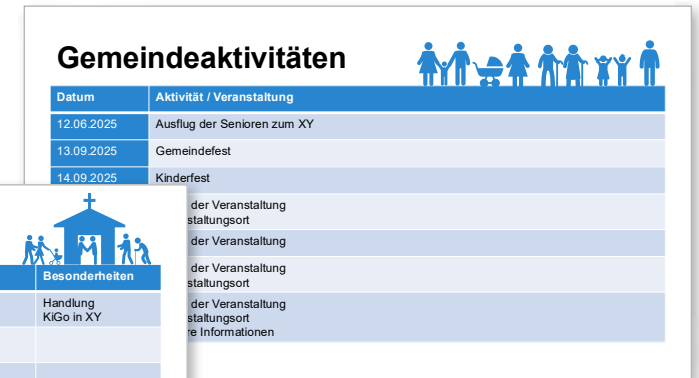 Gemeindeaktivitäten
Datum Aktivität / Veranstaltung
12.06.2025 Ausflug der Senioren zum XY
13.09.2025 Gemeindefest
14.09.2025 Kinderfest
der Veranstaltung
staltungsort
der Veranstaltung
der Veranstaltung
staltungsort
der Veranstaltung
staltungsort
re Informationen
Besonderheiten
Handlung
KiGo in XY